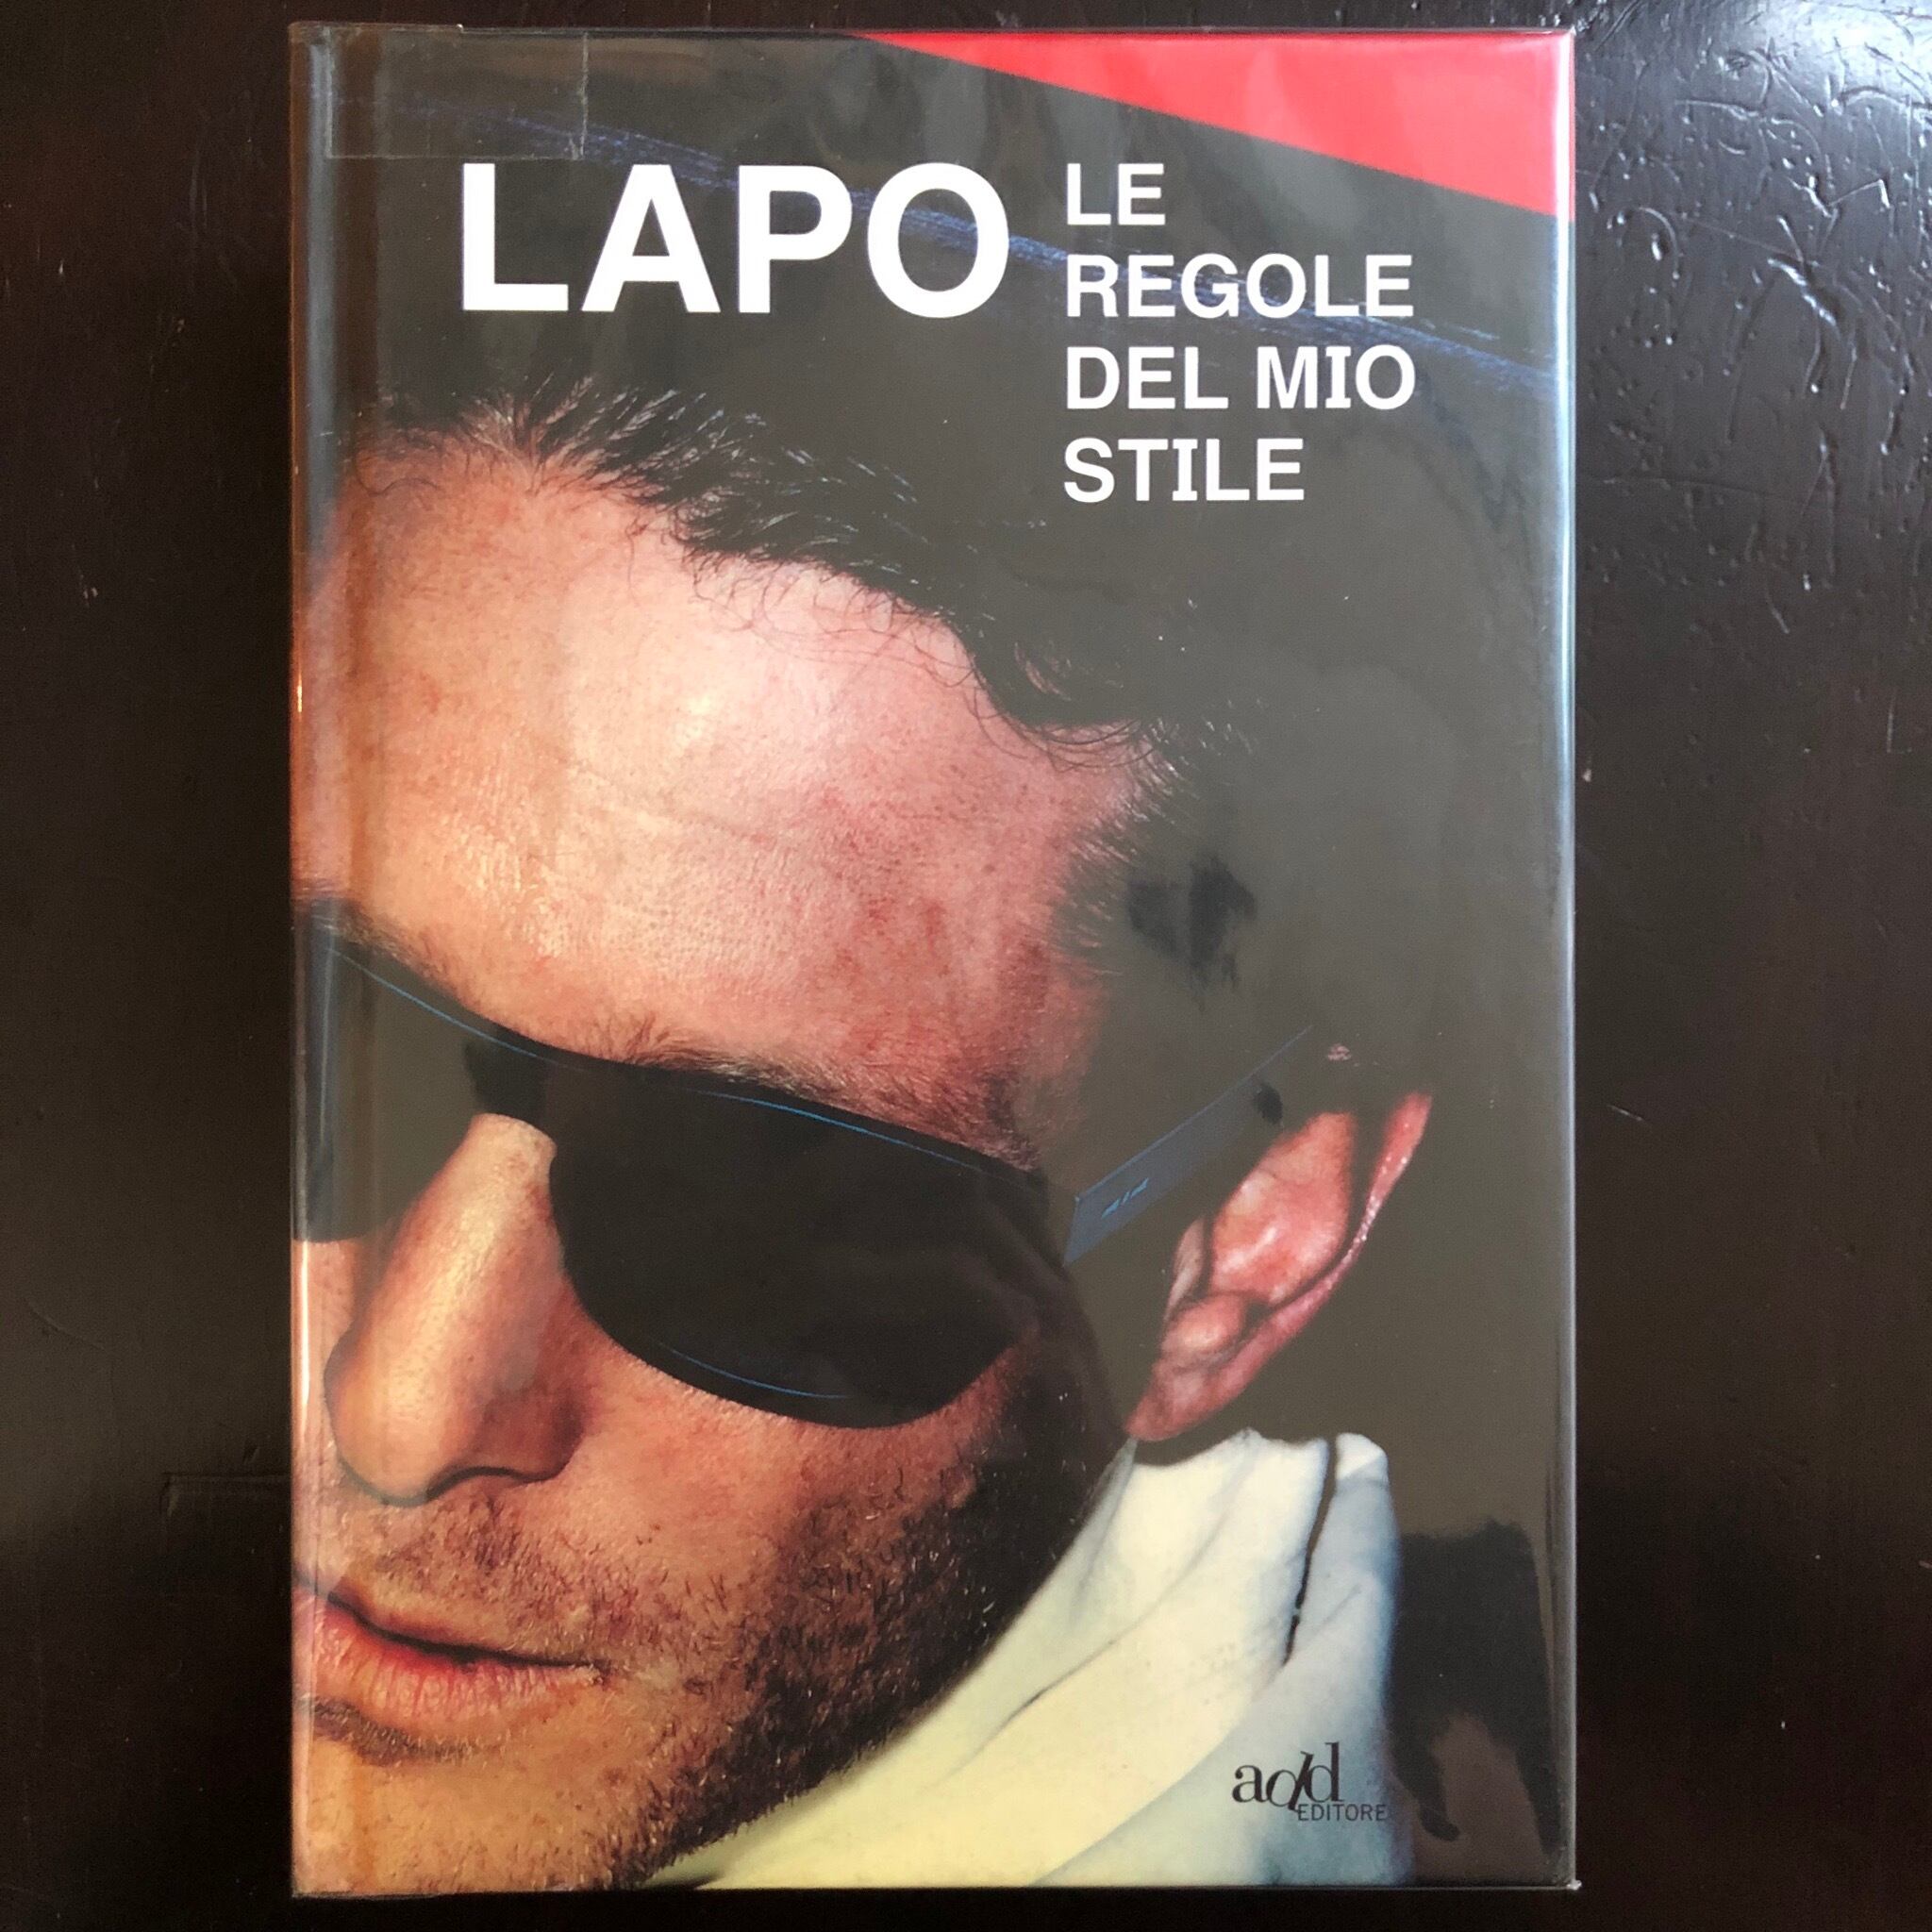 LAPO
LE
REGOLE
DEL MIO
STILE
add
EDITORE